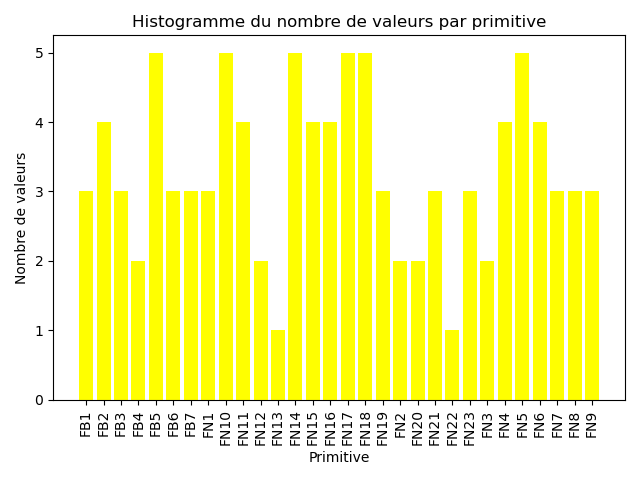 Histogramme du nombre de valeurs par primitive
Nombre de valeurs
5
4
3
2
1
0
FB1 FB2 FB3 FB4 FB5 FB6 FB7 FN1 FN10 FN11 FN12 FN13 FN14 FN15 FN16 FN17 FN18 FN19 FN2 FN20 FN21 FN22 FN23 FN3 FN4 FN5 FN6 FN7 FN8 FN9
Primitive